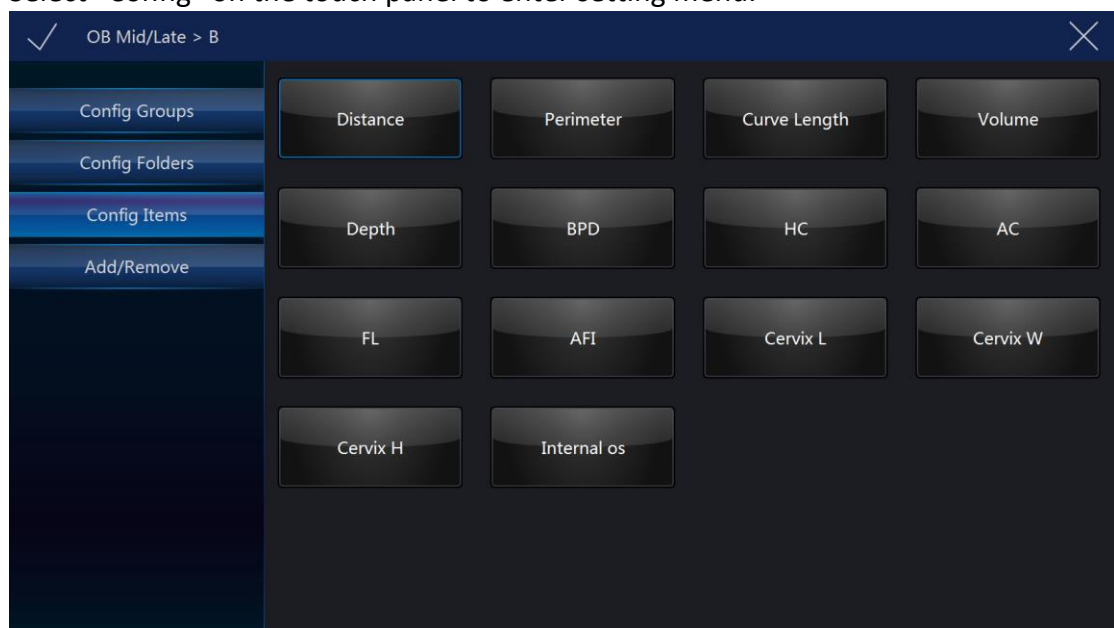 Select "Config" on the touch panel to enter setting menu.
OB Mid/Late > B
Config Groups
Config Folders
Config Items
Add/Remove
Distance Perimeter Curve Length Volume
Depth BPD HC AC
FL AFI Cervix L Cervix W
Cervix H Internal os